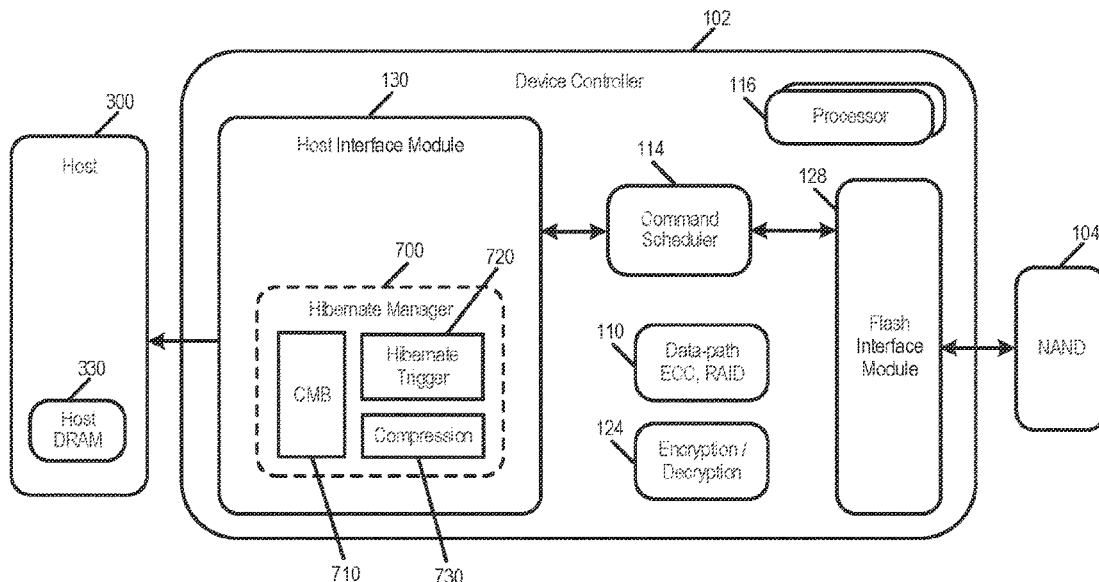 102
Device Controller
130
116
Processor
300
Host Interface Module
Host
114
128
Command
Scheduler
104
700
720
Hibernate Manager
Hibernate
Trigger
CMB
Compression
110
Data-path
ECC, RAID
Flash
Interface
Module
NAND
330
Host
DRAM
124
Encryption /
Decryption
710
730